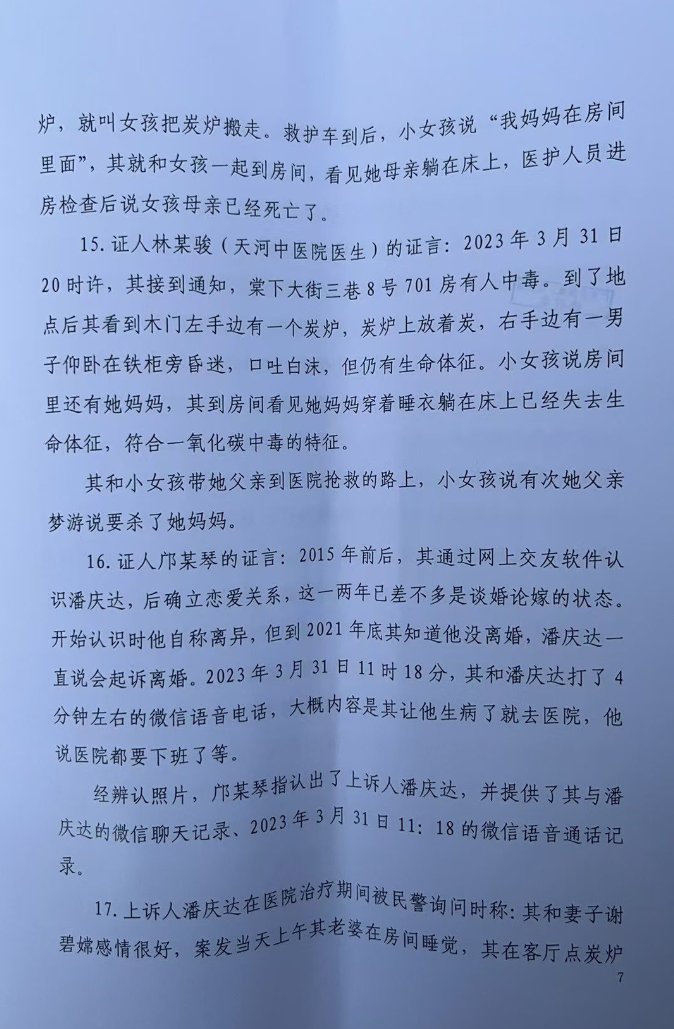 炉，就叫女孩把炭炉搬走。救护车到后，小女孩说“我妈妈在房间
里面”，其就和女孩一起到房间，看见她母亲躺在床上，医护人员进
房检查后说女孩母亲已经死亡了。
15. 证人林某骏（天河中医院医生）的证言：2023 年 3 月 31 日
20 时许，其接到通知，棠下大街三巷 8 号 701 房有人中毒。到了地
点后其看到木门左手边有一个炭炉，炭炉上放着炭，右手边有一男
子仰卧在铁柜旁昏迷，口吐白沫，但仍有生命体征。小女孩说房间
里还有她妈妈，其到房间看见她妈妈穿着睡衣躺在床上已经失去生
命体征，符合一氧化碳中毒的特征。
其和小女孩带她父亲到医院抢救的路上，小女孩说有次她父亲
梦游说要杀了她妈妈。
16. 证人邝某琴的证言：2015 年前后，其通过网上交友软件认
识潘庆达，后确立恋爱关系，这一两年已差不多是谈婚论嫁的状态。
开始认识时他自称离异，但到 2021 年底其知道他没离婚，潘庆达一
直说会起诉离婚。2023 年 3 月 31 日 11 时 18 分，其和潘庆达打了 4
分钟左右的微信语音电话，大概内容是其让他生病了就去医院，他
说医院都要下班了等。
经辨认照片，邝某琴指认出了上诉人潘庆达，并提供了其与潘
庆达的微信聊天记录、2023 年 3 月 31 日 11：18 的微信语音通话记
录。
17. 上诉人潘庆达在医院治疗期间被民警询问时称：其和妻子谢
碧嫦感情很好，案发当天上午其老婆在房间睡觉，其在客厅点炭炉
7